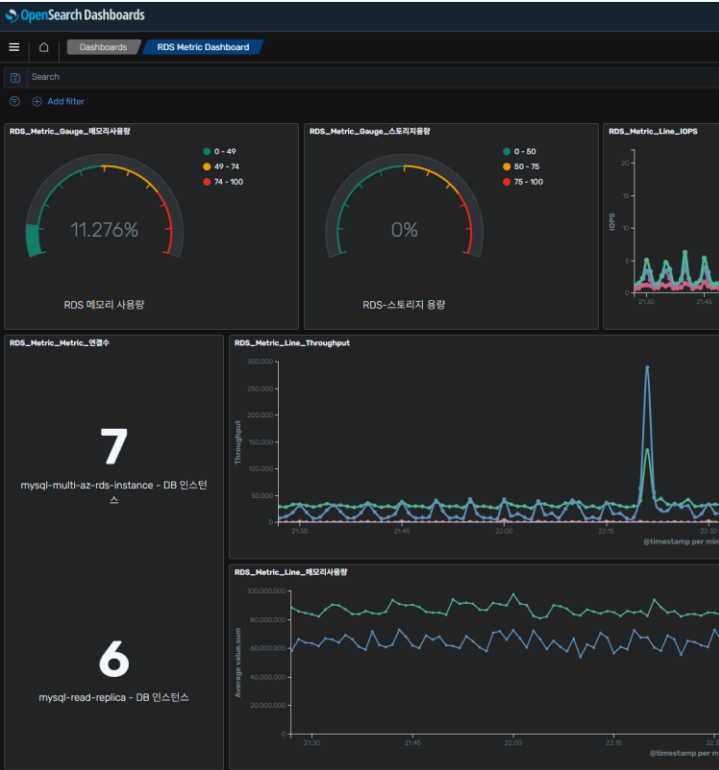 OpenSearch Dashboards
Dashboards
RDS Metric Dashboard
Search
Add filter
RDS_Metric_Gauge_메모리사용량
0 - 49
49 - 74
74 - 100
11.276%
RDS 메모리 사용량
RDS_Metric_Gauge_스토리지용량
0 - 50
50 - 75
75 - 100
0%
RDS-스토리지 용량
RDS_Metric_Line_IOPS
20
15
10
5
0
IOPS
21:30
21:45
RDS_Metric_Metric_연결수
7
mysql-multi-az-rds-instance - DB 인스턴
스
6
mysql-read-replica - DB 인스턴스
RDS_Metric_Line_Throughput
300,000
250,000
200,000
150,000
100,000
50,000
0
Throughput
21:30
21:45
22:00
22:15
22:30
@timestamp per min
RDS_Metric_Line_메모리사용량
100,000,000
80,000,000
60,000,000
40,000,000
20,000,000
0
Average value.sum
21:30
21:45
22:00
22:15
@timestamp per m